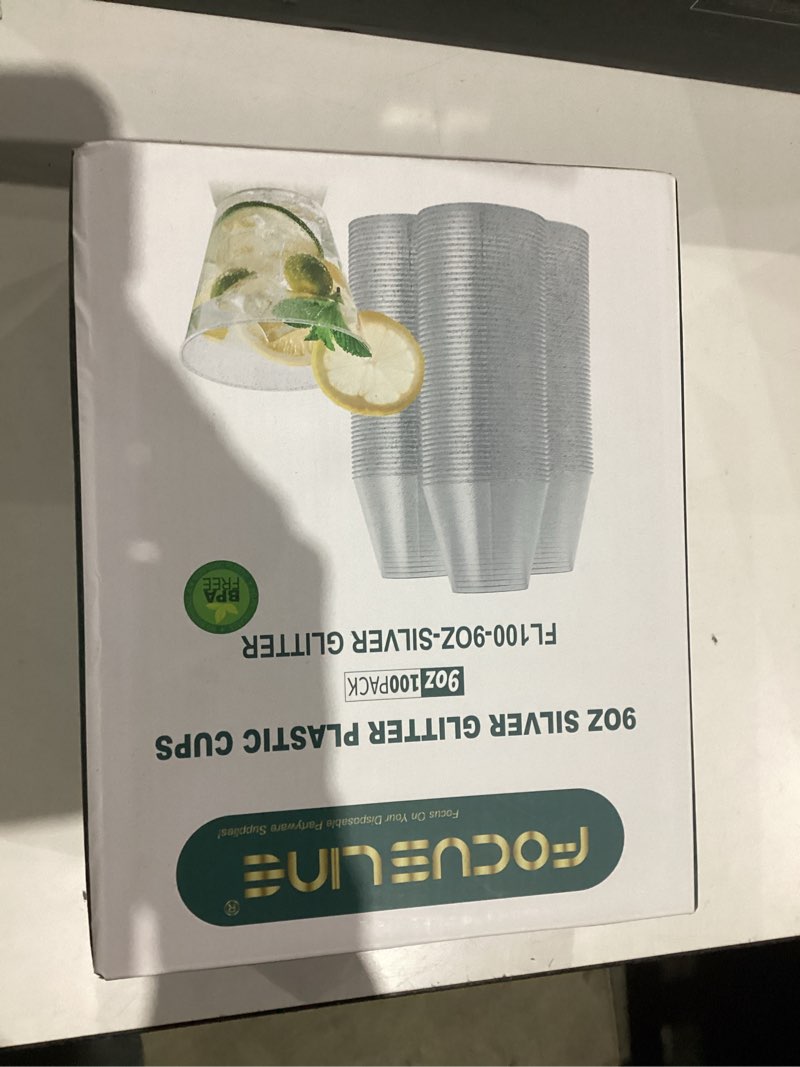 FOCUSLINE®
Focus On Your Disposable Partyware Supplies!
9OZ SILVER GLITTER PLASTIC CUPS
9OZ 100PACK
FL100-9OZ-SILVER GLITTER
BPA
FREE